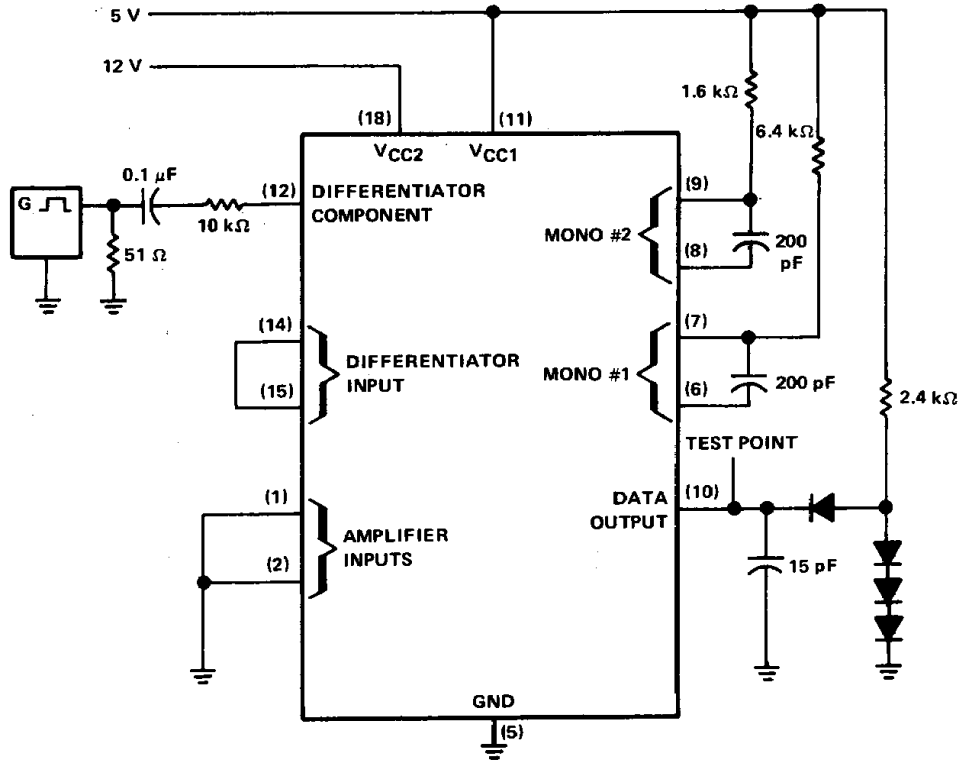 5 V
12 V
(18)
(11)
VCC2
VCC1
1.6 kΩ
6.4 kΩ
0.1 µF
(12)
DIFFERENTIATOR
COMPONENT
G
10 kΩ
51 Ω
(9)
MONO #2
(8)
200
pF
(14)
DIFFERENTIATOR
INPUT
(15)
(7)
MONO #1
(6)
200 pF
2.4 kΩ
TEST POINT
(1)
AMPLIFIER
INPUTS
(2)
DATA
OUTPUT
(10)
15 pF
GND
(5)